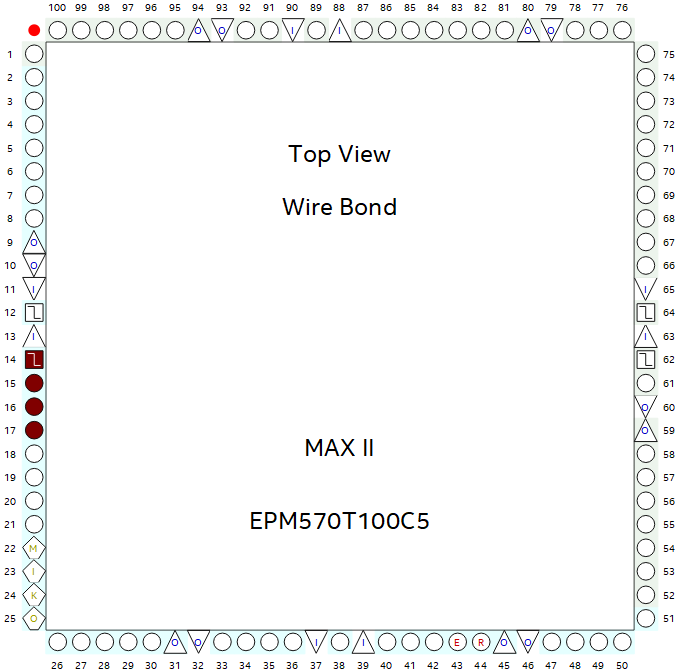 100 99 98 97 96 95 94 93 92 91 90 89 88 87 86 85 84 83 82 81 80 79 78 77 76
O O I I O O
1 75
2 74
3 73
4 72
5 71
Top View
6 70
7 69
Wire Bond
8 68
9 O 67
10 O 66
11 I I 65
12 64
13 I I 63
14 62
15 61
16 O 60
17 O 59
MAX II
18 58
19 57
20 56
EPM570T100C5
21 55
22 M 54
23 I 53
24 K 52
25 O 51
O O I I E R O O
26 27 28 29 30 31 32 33 34 35 36 37 38 39 40 41 42 43 44 45 46 47 48 49 50